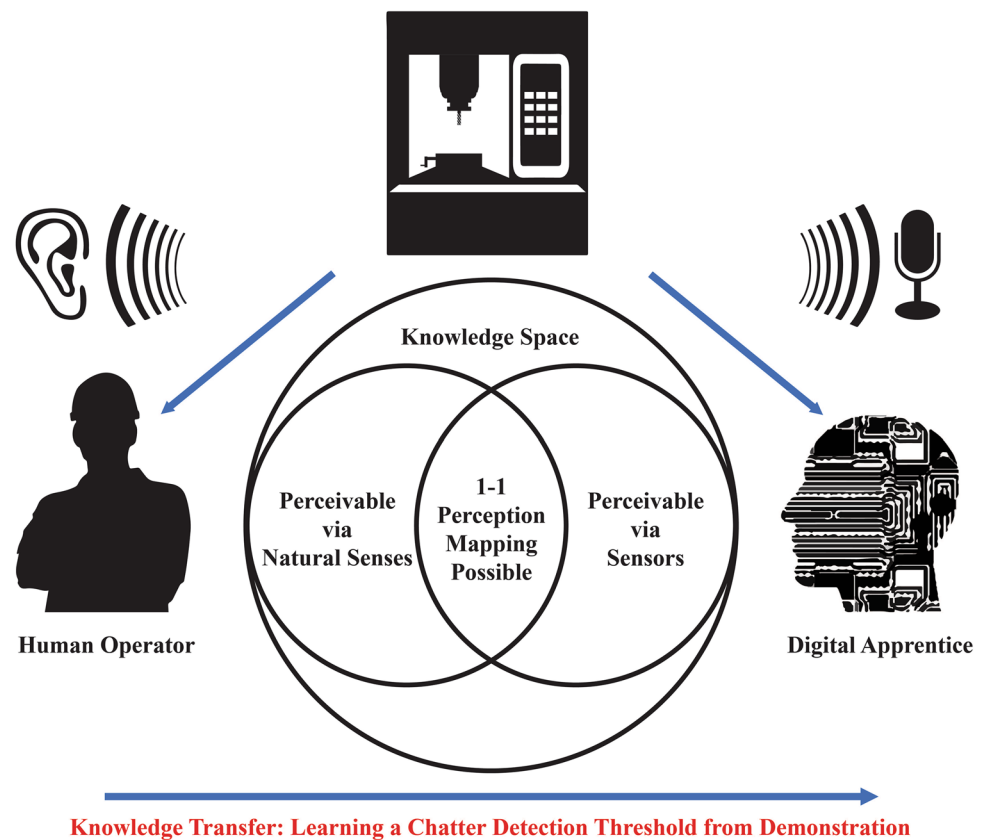 Knowledge Space
Perceivable
via
Natural Senses
1-1
Perception
Mapping
Possible
Perceivable
via
Sensors
Human Operator
Digital Apprentice
Knowledge Transfer: Learning a Chatter Detection Threshold from Demonstration